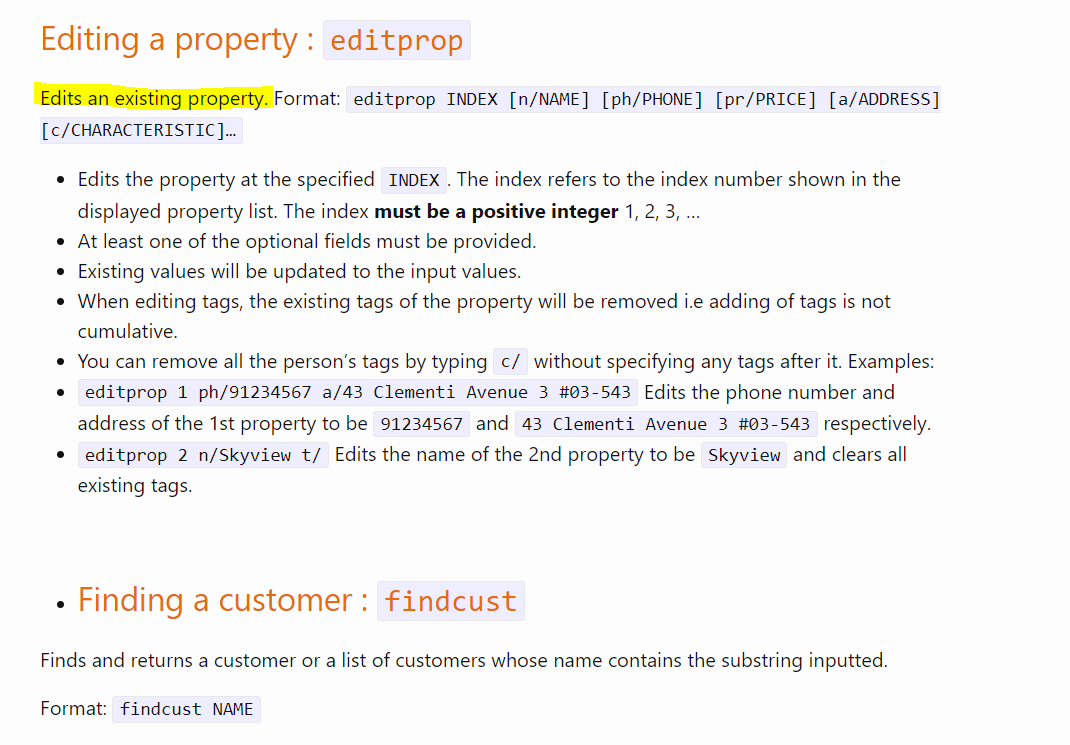 Editing a property : editprop
Edits an existing property. Format: editprop INDEX [n/NAME] [ph/PHONE] [pr/PRICE] [a/ADDRESS]
[c/CHARACTERISTIC]…
• Edits the property at the specified INDEX . The index refers to the index number shown in the
displayed property list. The index must be a positive integer 1, 2, 3, …
• At least one of the optional fields must be provided.
• Existing values will be updated to the input values.
• When editing tags, the existing tags of the property will be removed i.e adding of tags is not
cumulative.
• You can remove all the person’s tags by typing c/ without specifying any tags after it. Examples:
• editprop 1 ph/91234567 a/43 Clementi Avenue 3 #03-543 Edits the phone number and
address of the 1st property to be 91234567 and 43 Clementi Avenue 3 #03-543 respectively.
• editprop 2 n/Skyview t/ Edits the name of the 2nd property to be Skyview and clears all
existing tags.
• Finding a customer : findcust
Finds and returns a customer or a list of customers whose name contains the substring inputted.
Format: findcust NAME